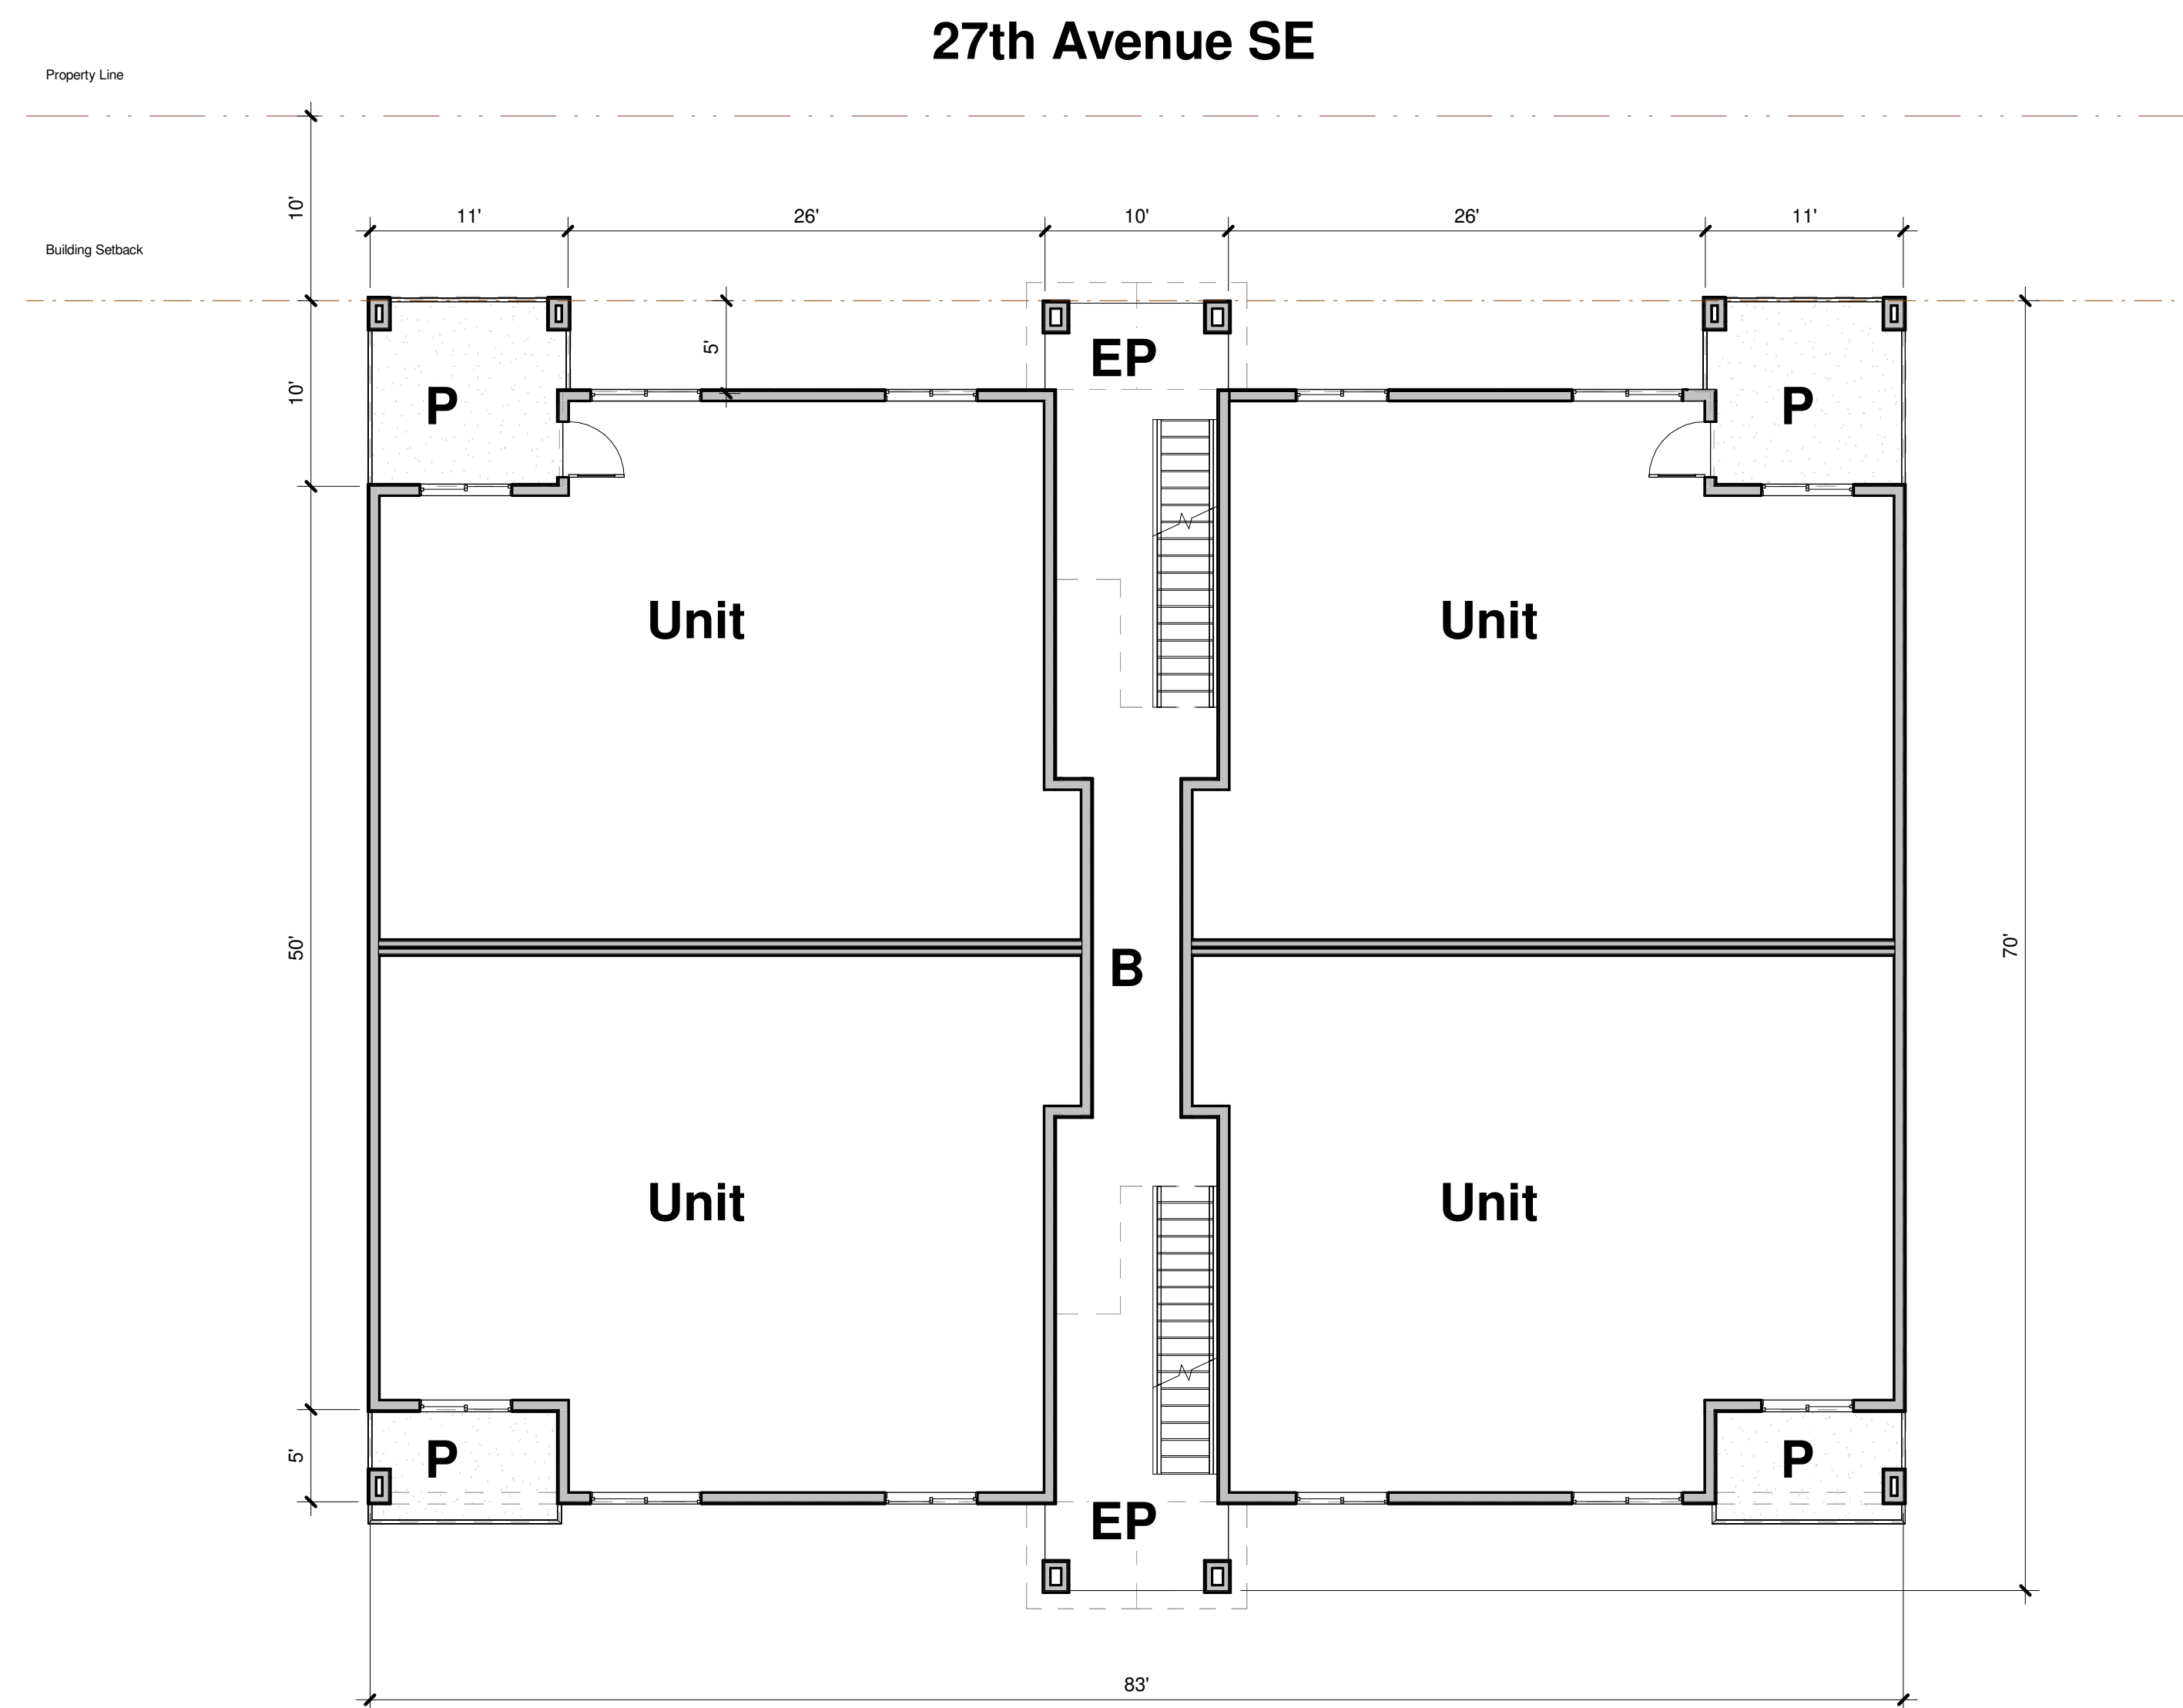 27th Avenue SE
Property Line
10'
11' 26' 10' 26' 11'
Building Setback
5'
EP
10'
P
P
Unit
Unit
50'
70'
B
Unit
Unit
5'
P
P
EP
83'